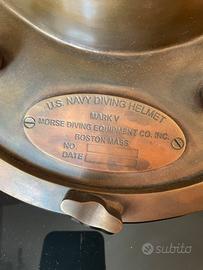 U.S. NAVY DIVING HELMET
MARK V
MORSE DIVING EQUIPMENT CO. INC.
BOSTON MASS
NO.
DATE
subito